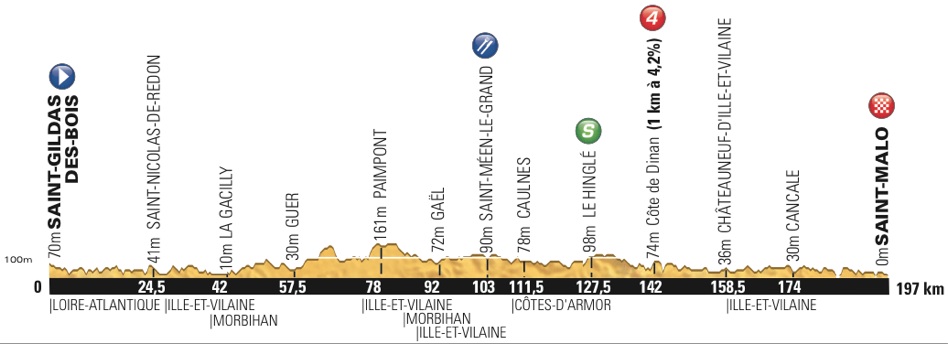 SAINT-GILDAS
DES-BOIS
70m
41m SAINT-NICOLAS-DE-REDON
10m LA GACILLY
30m GUER
161m PAIMPONT
72m GAËL
90m SAINT-MÉEN-LE-GRAND
78m CAULNES
S
98m LE HINGLÉ
4
74m Côte de Dinan (1 km à 4,2%)
36m CHÂTEAUNEUF-D'ILLE-ET-VILAINE
30m CANCALE
0m SAINT-MALO
100m
0 24,5 42 57,5 78 92 103 111,5 127,5 142 158,5 174 197 km
|LOIRE-ATLANTIQUE |ILLE-ET-VILAINE |ILLE-ET-VILAINE |CÔTES-D'ARMOR |ILLE-ET-VILAINE
|MORBIHAN |MORBIHAN
|ILLE-ET-VILAINE